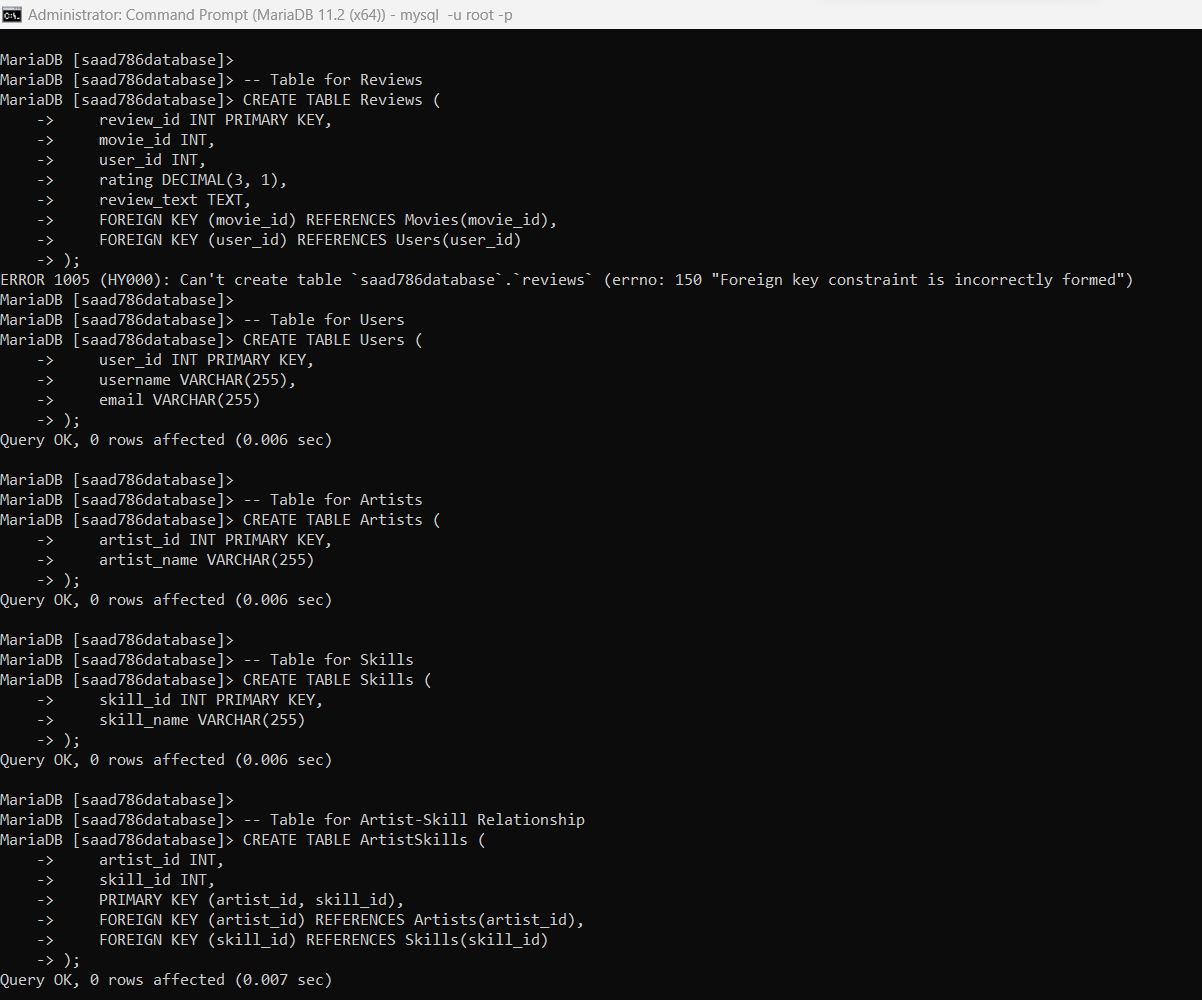 Administrator: Command Prompt (MariaDB 11.2 (x64)) - mysql  -u root -p
MariaDB [saad786database]>
MariaDB [saad786database]> -- Table for Reviews
MariaDB [saad786database]> CREATE TABLE Reviews (
    ->     review_id INT PRIMARY KEY,
    ->     movie_id INT,
    ->     user_id INT,
    ->     rating DECIMAL(3, 1),
    ->     review_text TEXT,
    ->     FOREIGN KEY (movie_id) REFERENCES Movies(movie_id),
    ->     FOREIGN KEY (user_id) REFERENCES Users(user_id)
    -> );
ERROR 1005 (HY000): Can't create table `saad786database`.`reviews` (errno: 150 "Foreign key constraint is incorrectly formed")
MariaDB [saad786database]>
MariaDB [saad786database]> -- Table for Users
MariaDB [saad786database]> CREATE TABLE Users (
    ->     user_id INT PRIMARY KEY,
    ->     username VARCHAR(255),
    ->     email VARCHAR(255)
    -> );
Query OK, 0 rows affected (0.006 sec)
MariaDB [saad786database]>
MariaDB [saad786database]> -- Table for Artists
MariaDB [saad786database]> CREATE TABLE Artists (
    ->     artist_id INT PRIMARY KEY,
    ->     artist_name VARCHAR(255)
    -> );
Query OK, 0 rows affected (0.006 sec)
MariaDB [saad786database]>
MariaDB [saad786database]> -- Table for Skills
MariaDB [saad786database]> CREATE TABLE Skills (
    ->     skill_id INT PRIMARY KEY,
    ->     skill_name VARCHAR(255)
    -> );
Query OK, 0 rows affected (0.006 sec)
MariaDB [saad786database]>
MariaDB [saad786database]> -- Table for Artist-Skill Relationship
MariaDB [saad786database]> CREATE TABLE ArtistSkills (
    ->     artist_id INT,
    ->     skill_id INT,
    ->     PRIMARY KEY (artist_id, skill_id),
    ->     FOREIGN KEY (artist_id) REFERENCES Artists(artist_id),
    ->     FOREIGN KEY (skill_id) REFERENCES Skills(skill_id)
    -> );
Query OK, 0 rows affected (0.007 sec)